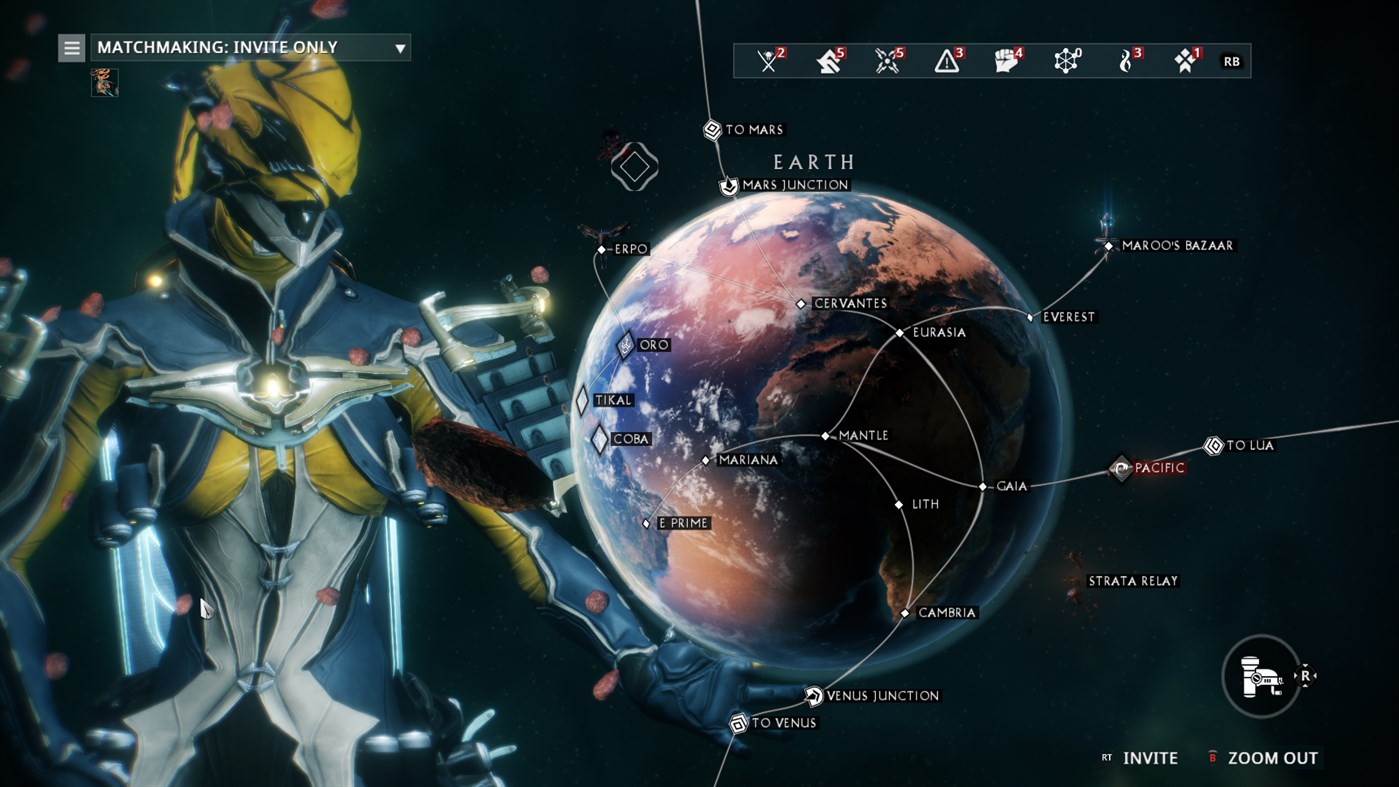 MATCHMAKING: INVITE ONLY
2 5 5 3 4 0 3 1 RB
TO MARS
EARTH
MARS JUNCTION
ERPO
MAROO'S BAZAAR
CERVANTES
EVEREST
EURASIA
ORO
TIKAL
MANTLE
COBA
TO LUA
MARIANA
PACIFIC
GAIA
LITH
E PRIME
STRATA RELAY
CAMBRIA
R
VENUS JUNCTION
TO VENUS
RT INVITE B ZOOM OUT